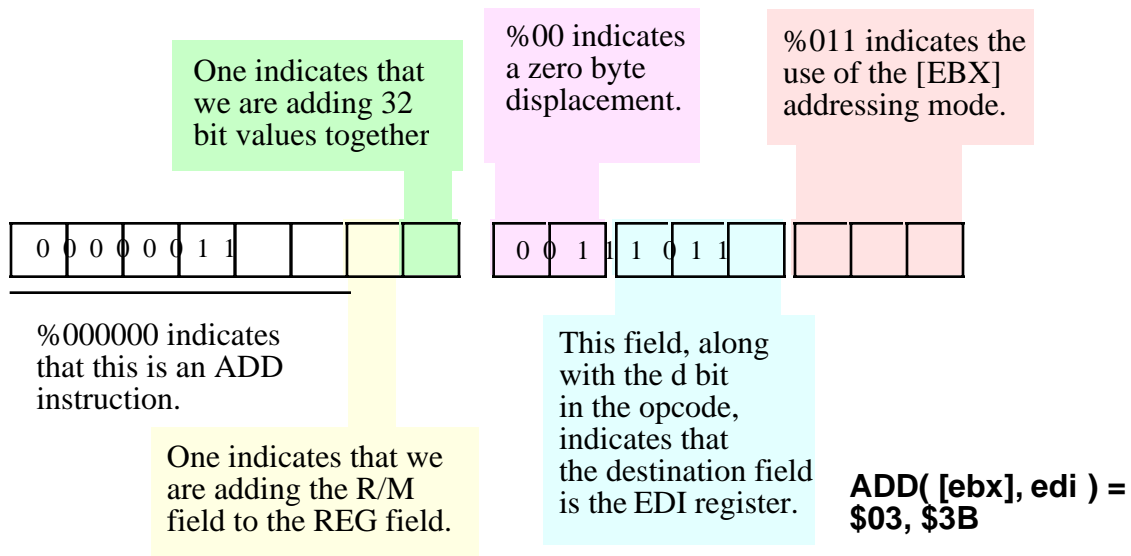 One indicates that
we are adding 32
bit values together
%00 indicates
a zero byte
displacement.
%011 indicates the
use of the [EBX]
addressing mode.
0 0 0 0 0 0 1 1
0 0 1 1 1 0 1 1
%000000 indicates
that this is an ADD
instruction.
One indicates that we
are adding the R/M
field to the REG field.
This field, along
with the d bit
in the opcode,
indicates that
the destination field
is the EDI register.
ADD( [ebx], edi ) =
$03, $3B